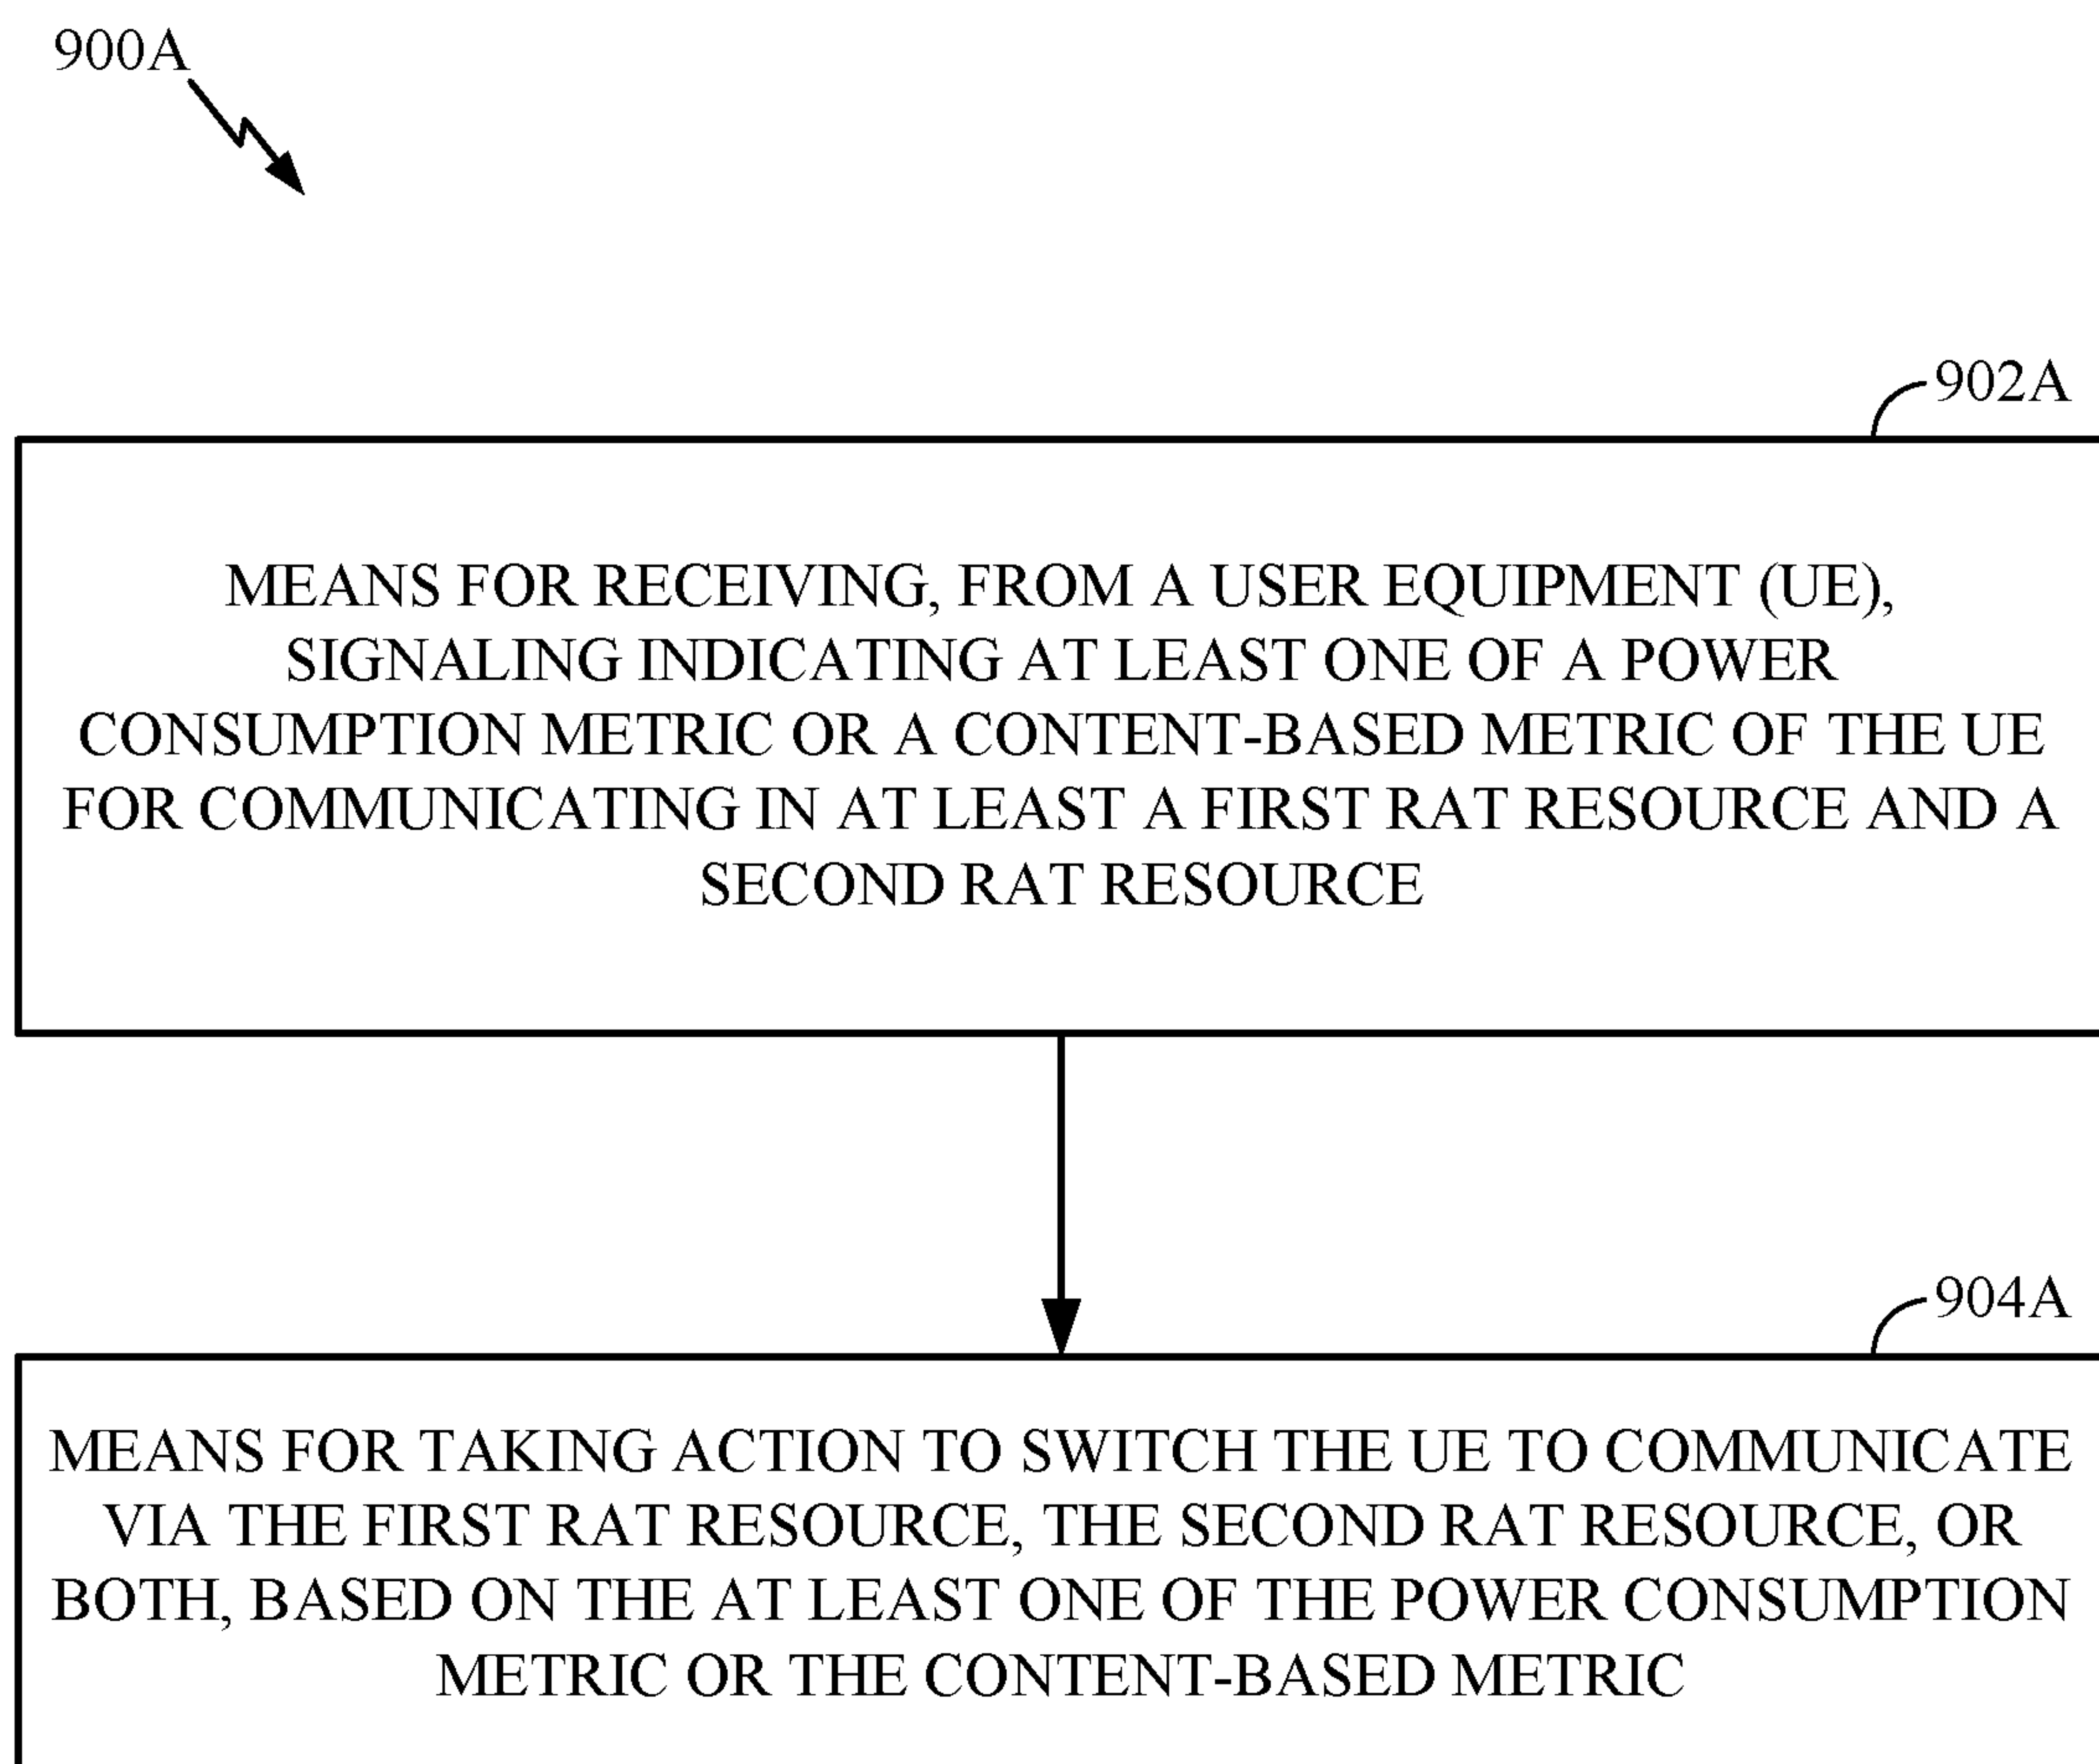 900A
902A
MEANS FOR RECEIVING, FROM A USER EQUIPMENT (UE),
SIGNALING INDICATING AT LEAST ONE OF A POWER
CONSUMPTION METRIC OR A CONTENT-BASED METRIC OF THE UE
FOR COMMUNICATING IN AT LEAST A FIRST RAT RESOURCE AND A
SECOND RAT RESOURCE
904A
MEANS FOR TAKING ACTION TO SWITCH THE UE TO COMMUNICATE
VIA THE FIRST RAT RESOURCE, THE SECOND RAT RESOURCE, OR
BOTH, BASED ON THE AT LEAST ONE OF THE POWER CONSUMPTION
METRIC OR THE CONTENT-BASED METRIC